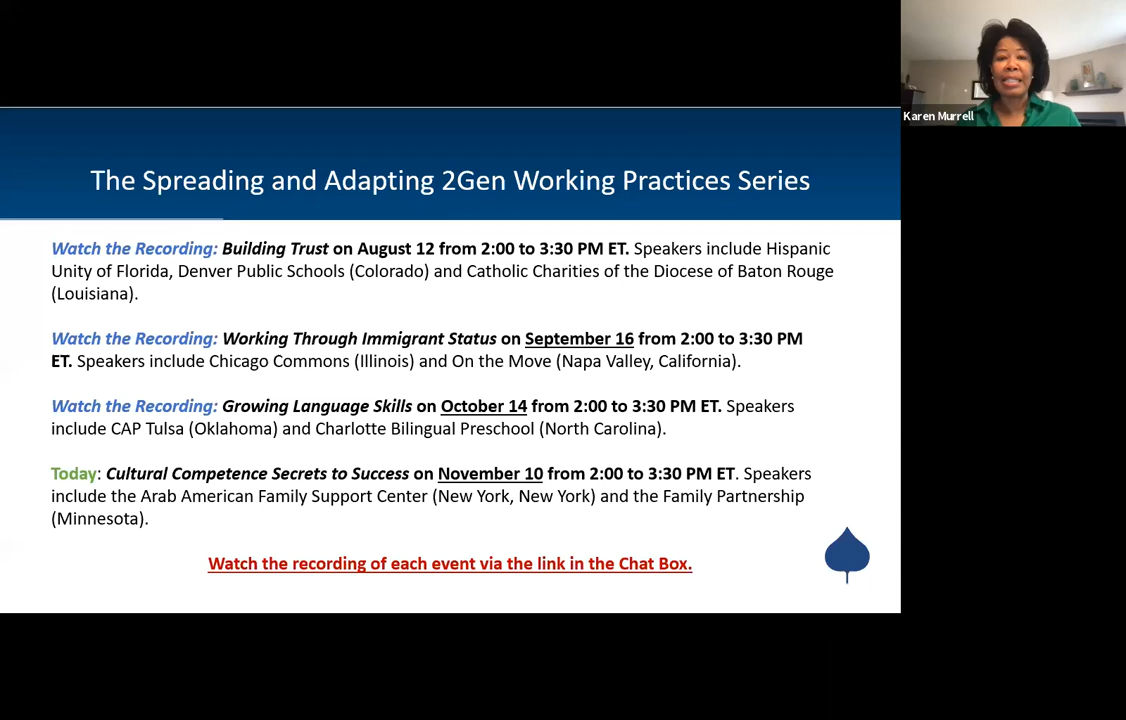 Karen Murrell
The Spreading and Adapting 2Gen Working Practices Series
Watch the Recording: Building Trust on August 12 from 2:00 to 3:30 PM ET. Speakers include Hispanic
Unity of Florida, Denver Public Schools (Colorado) and Catholic Charities of the Diocese of Baton Rouge
(Louisiana).
Watch the Recording: Working Through Immigrant Status on September 16 from 2:00 to 3:30 PM
ET. Speakers include Chicago Commons (Illinois) and On the Move (Napa Valley, California).
Watch the Recording: Growing Language Skills on October 14 from 2:00 to 3:30 PM ET. Speakers
include CAP Tulsa (Oklahoma) and Charlotte Bilingual Preschool (North Carolina).
Today: Cultural Competence Secrets to Success on November 10 from 2:00 to 3:30 PM ET. Speakers
include the Arab American Family Support Center (New York, New York) and the Family Partnership
(Minnesota).
Watch the recording of each event via the link in the Chat Box.